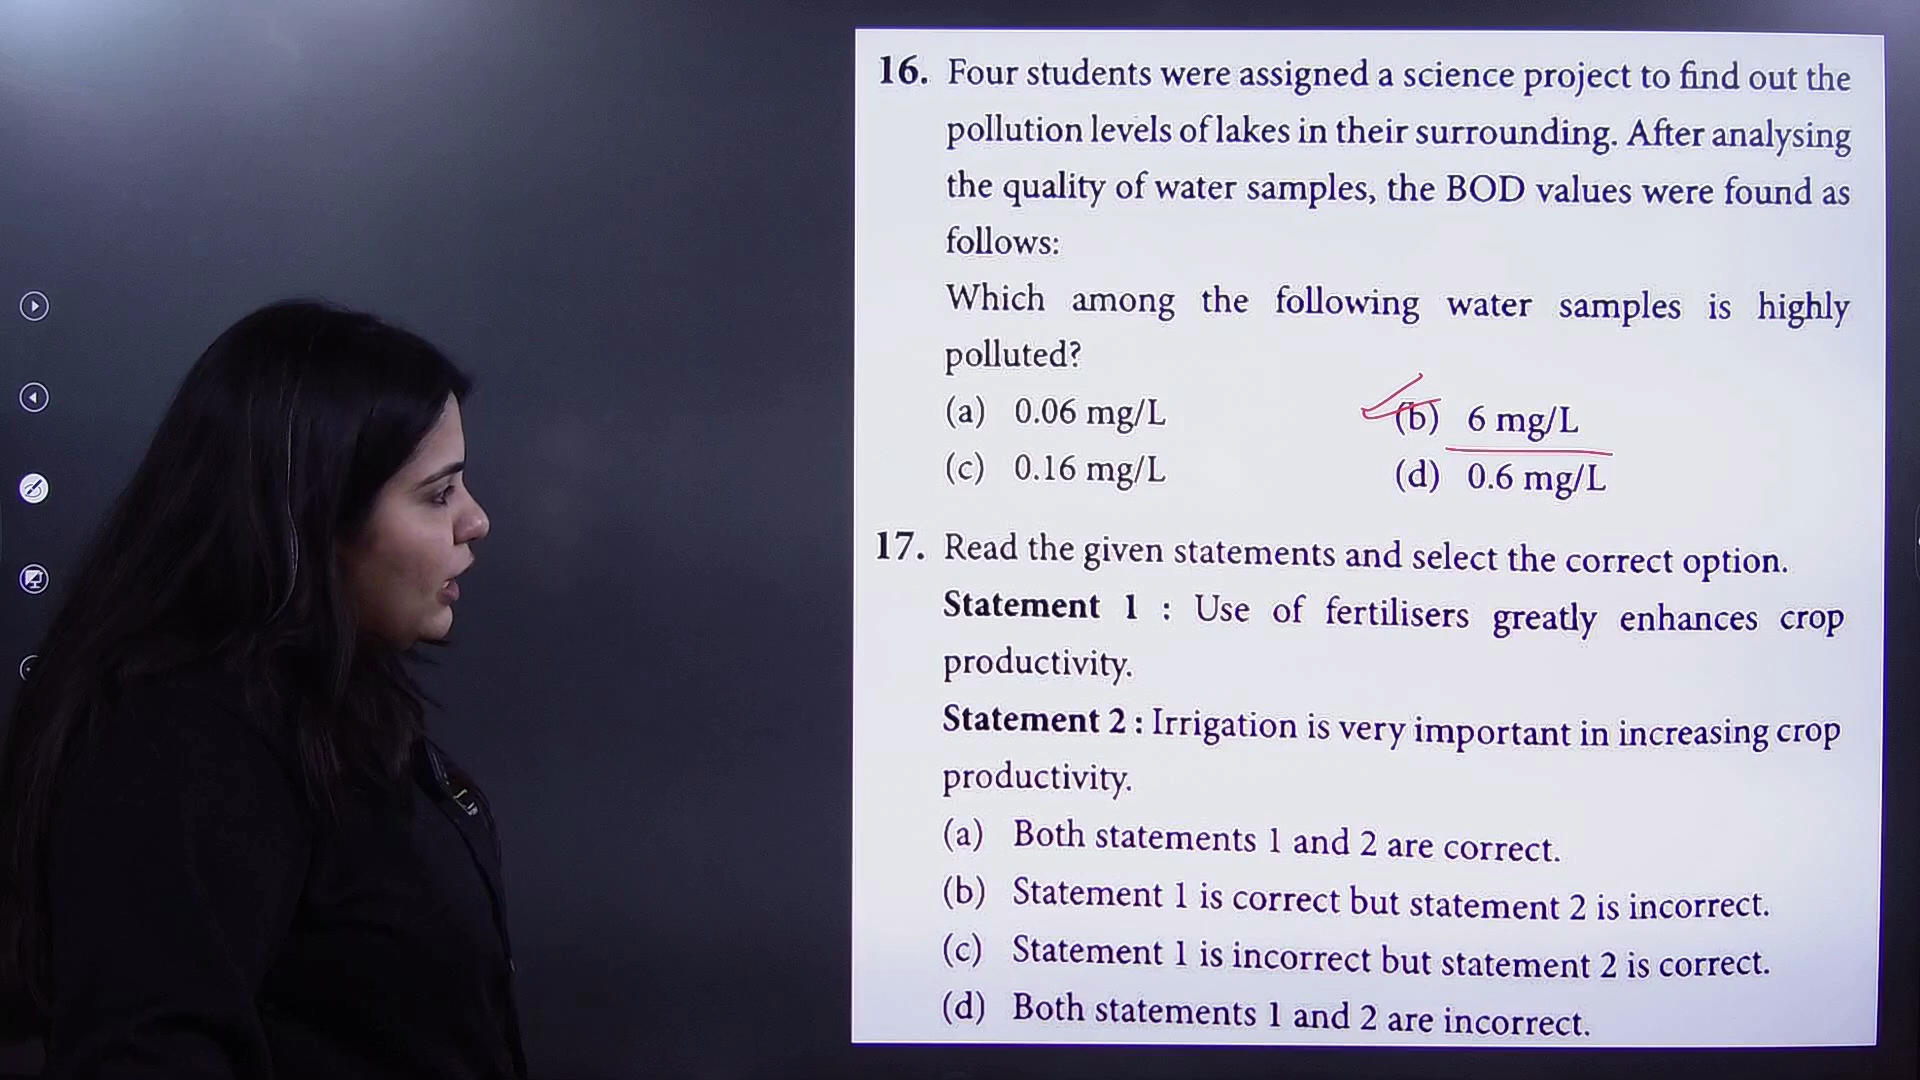 16. Four students were assigned a science project to find out the
pollution levels of lakes in their surrounding. After analysing
the quality of water samples, the BOD values were found as
follows:
Which among the following water samples is highly
polluted?
(a) 0.06 mg/L (b) 6 mg/L
(c) 0.16 mg/L (d) 0.6 mg/L
17. Read the given statements and select the correct option.
Statement 1 : Use of fertilisers greatly enhances crop
productivity.
Statement 2 : Irrigation is very important in increasing crop
productivity.
(a) Both statements 1 and 2 are correct.
(b) Statement 1 is correct but statement 2 is incorrect.
(c) Statement 1 is incorrect but statement 2 is correct.
(d) Both statements 1 and 2 are incorrect.